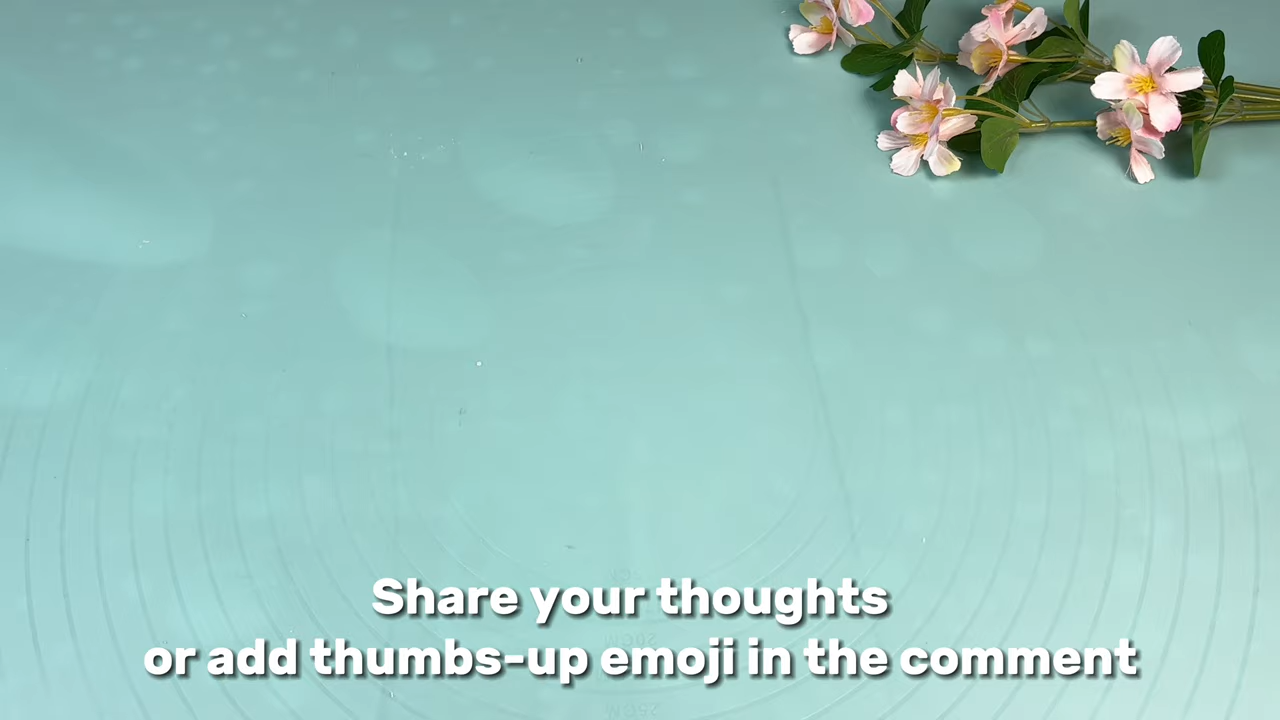 Share your thoughts
or add thumbs-up emoji in the comment